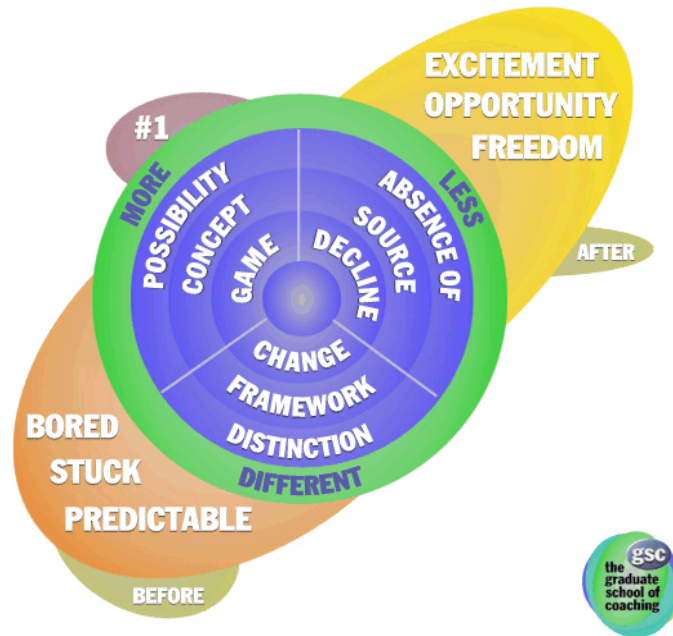 EXCITEMENT
OPPORTUNITY
FREEDOM
#1
MORE
LESS
POSSIBILITY
CONCEPT
GAME
ABSENCE OF
SOURCE
DECLINE
AFTER
CHANGE
FRAMEWORK
DISTINCTION
DIFFERENT
BORED
STUCK
PREDICTABLE
BEFORE
gsc
the
graduate
school of
coaching